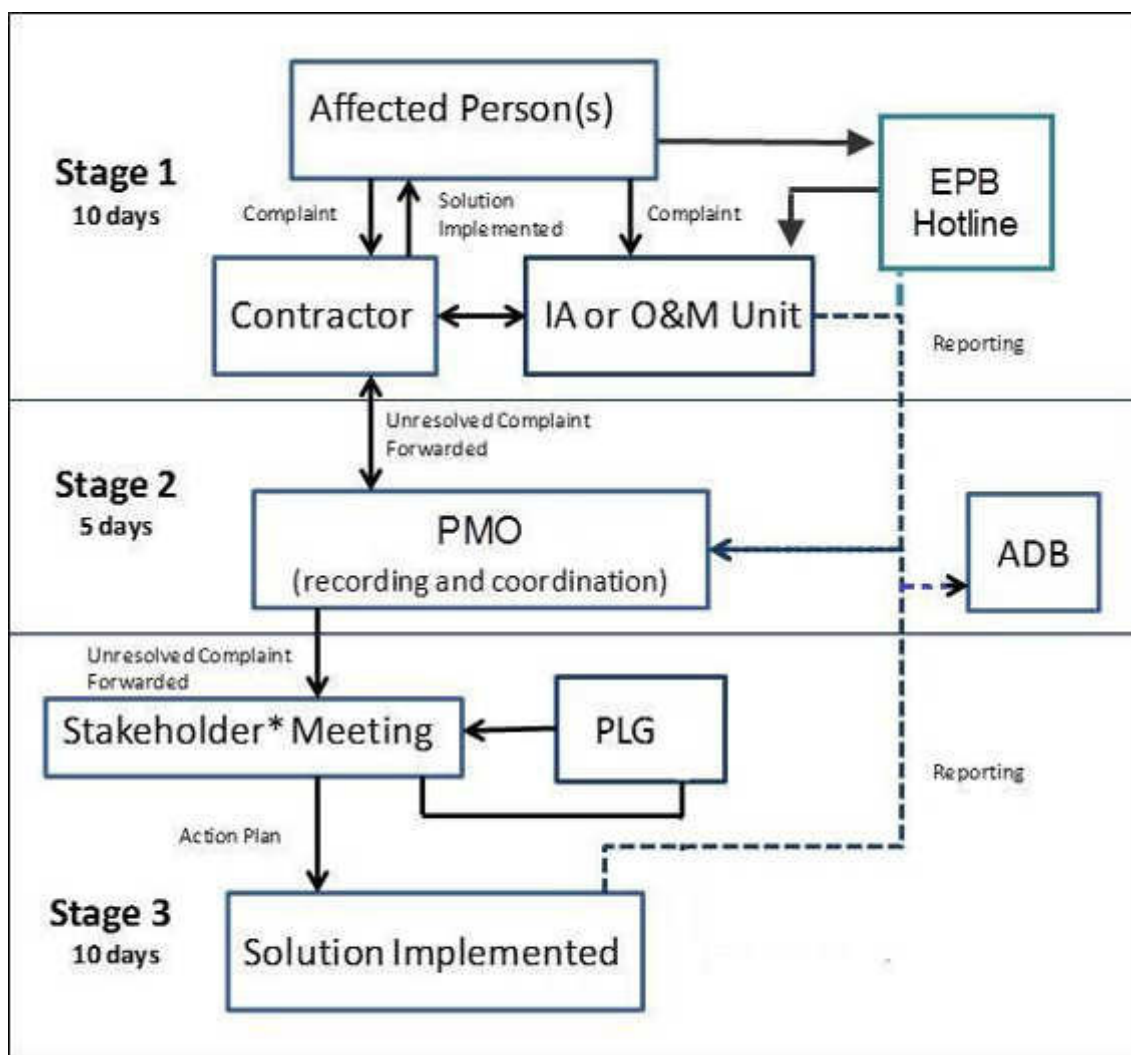 Affected Person(s)
Stage 1
10 days
Complaint
Solution
Implemented
Complaint
EPB
Hotline
Contractor
IA or O&M Unit
Reporting
Unresolved Complaint
Forwarded
Stage 2
5 days
PMO
(recording and coordination)
ADB
Unresolved Complaint
Forwarded
Stakeholder* Meeting
PLG
Reporting
Action Plan
Stage 3
10 days
Solution Implemented